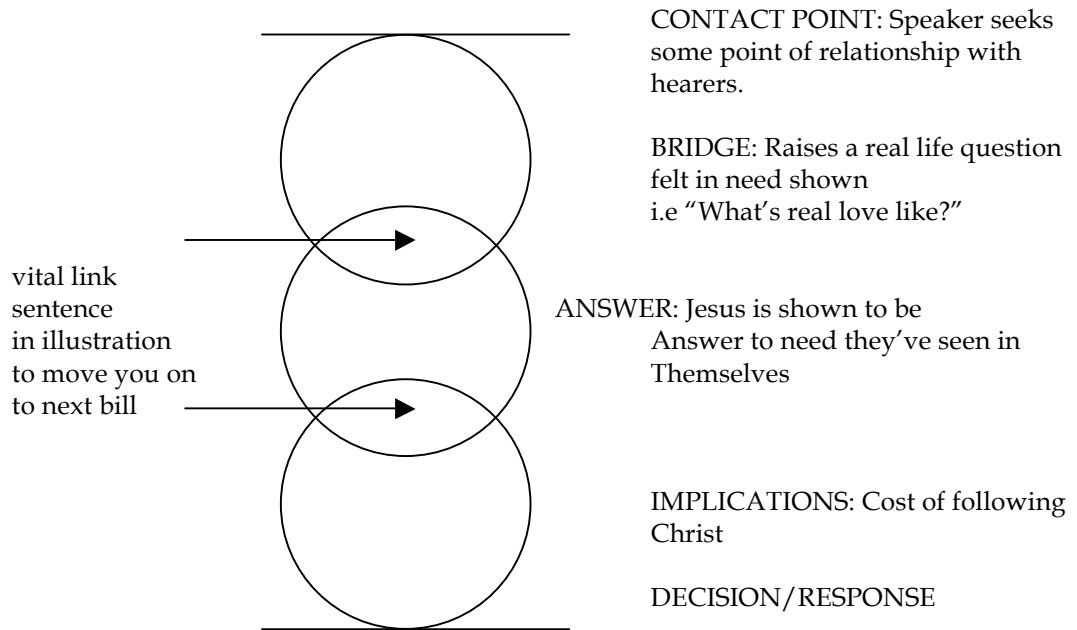 CONTACT POINT: Speaker seeks
some point of relationship with
hearers.
BRIDGE: Raises a real life question
felt in need shown
i.e “What’s real love like?”
vital link
sentence
in illustration
to move you on
to next bill
ANSWER: Jesus is shown to be
Answer to need they’ve seen in
Themselves
IMPLICATIONS: Cost of following
Christ
DECISION/RESPONSE